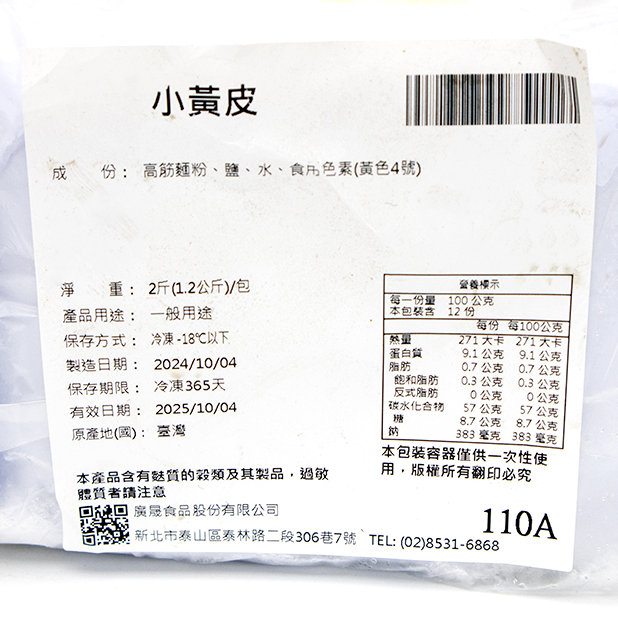 小黃皮
成 份： 高筋麵粉、鹽、水、食用色素(黃色4號)
淨 重： 2斤(1.2公斤)/包
產品用途： 一般用途
保存方式： 冷凍-18℃以下
製造日期： 2024/10/04
保存期限： 冷凍365天
有效日期： 2025/10/04
原產地(國)： 臺灣
營養標示
每一份量 100 公克
本包裝含 12 份
每份 每100公克
熱量 271 大卡 271 大卡
蛋白質 9.1 公克 9.1 公克
脂肪 0.7 公克 0.7 公克
飽和脂肪 0.3 公克 0.3 公克
反式脂肪 0 公克 0 公克
碳水化合物 57 公克 57 公克
糖 8.7 公克 8.7 公克
鈉 383 毫克 383 毫克
本包裝容器僅供一次性使
用，版權所有翻印必究
本產品含有麩質的穀類及其製品，過敏
體質者請注意
廣晟食品股份有限公司
新北市泰山區泰林路二段306巷7號 TEL: (02)8531-6868
110A